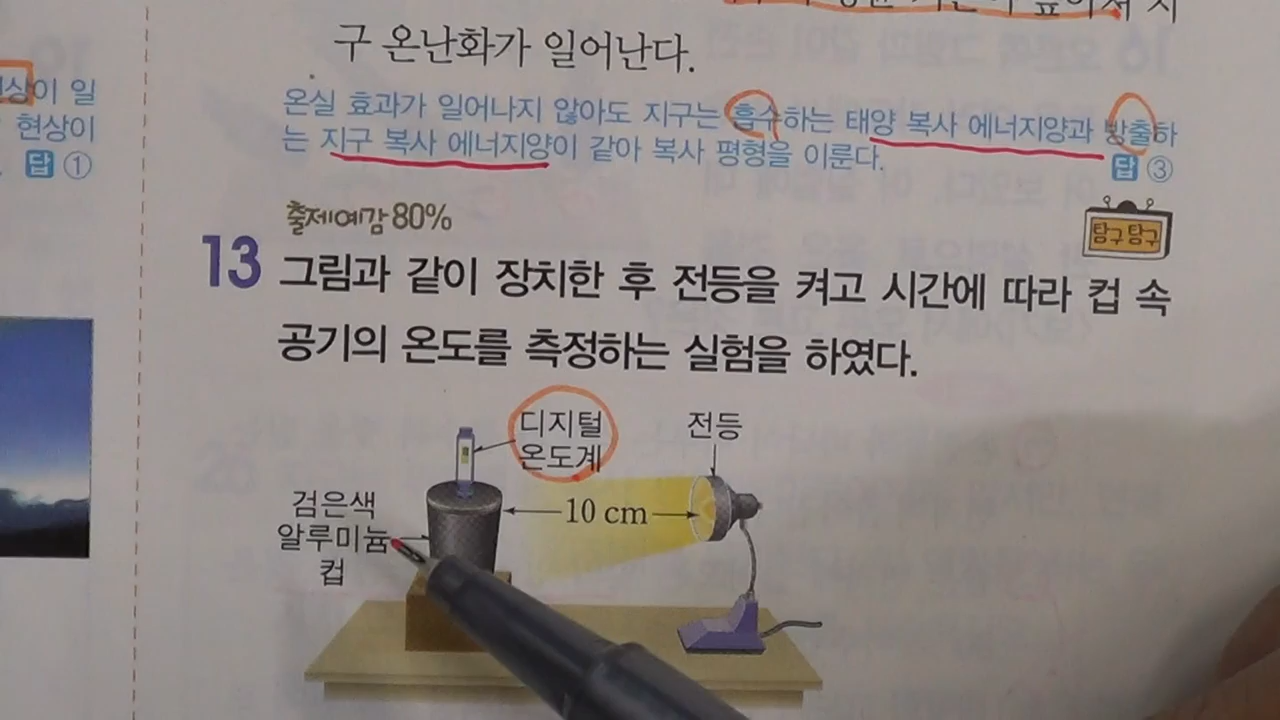 구 온난화가 일어난다.
온실 효과가 일어나지 않아도 지구는 흡수하는 태양 복사 에너지양과 방출하
는 지구 복사 에너지양이 같아 복사 평형을 이룬다.
답 ③
상이 일
현상이
답 ①
출제예감 80%
탐구탐구
13 그림과 같이 장치한 후 전등을 켜고 시간에 따라 컵 속
공기의 온도를 측정하는 실험을 하였다.
디지털
온도계
전등
검은색
알루미늄
컵
10 cm